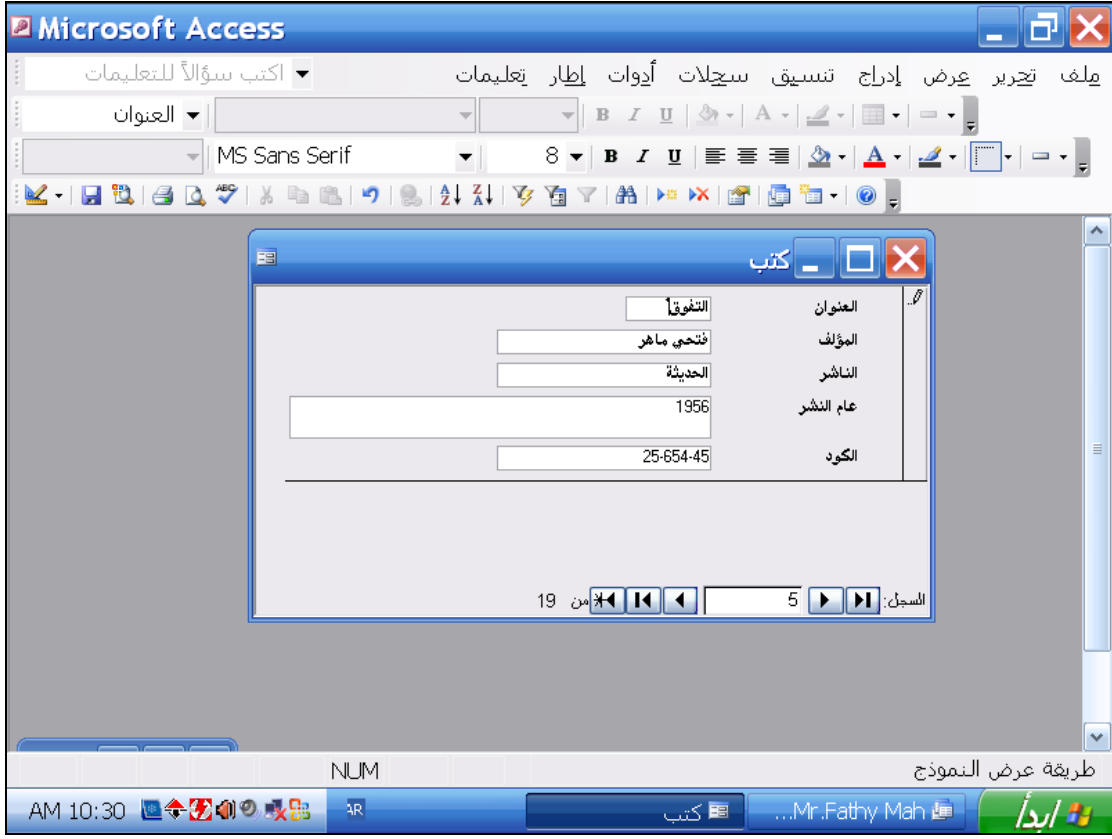 Microsoft Access
ملف تحرير عرض إدراج تنسيق سجلات أدوات إطار تعليمات اكتب سؤالاً للتعليمات
العنوان B I U A
MS Sans Serif 8 B I U A
ABC
كتب
العنوان التفوق
المؤلف فتحي ماهر
الناشر الحديثة
عام النشر 1956
الكود 25-654-45
السجل: 5 من 19
طريقة عرض النموذج NUM
ابدأ Mr.Fathy Mah... كتب AR AM 10:30